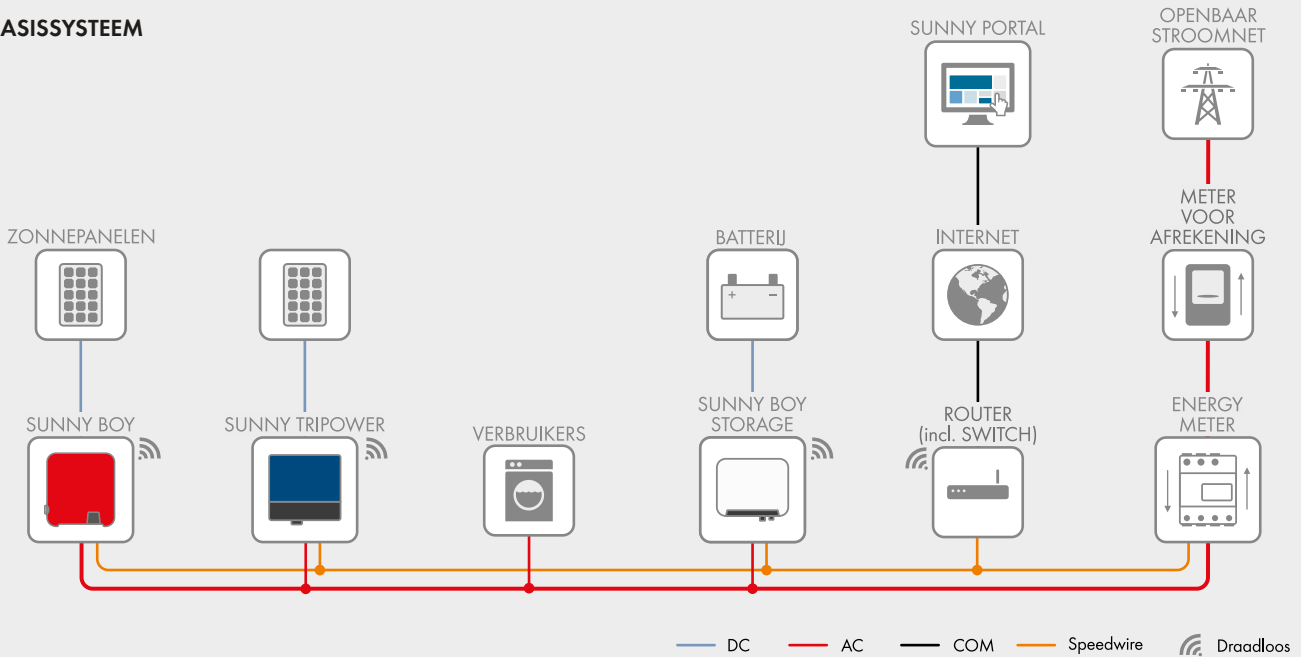 ASISSYSTEEM
SUNNY PORTAL
OPENBAAR
STROOMNET
METER
VOOR
AFREKENING
ZONNEPANELEN
BATTERIJ
INTERNET
SUNNY BOY
SUNNY TRIPOWER
VERBRUIKERS
SUNNY BOY
STORAGE
ROUTER
(incl. SWITCH)
ENERGY
METER
+ −
DC AC COM Speedwire Draadloos